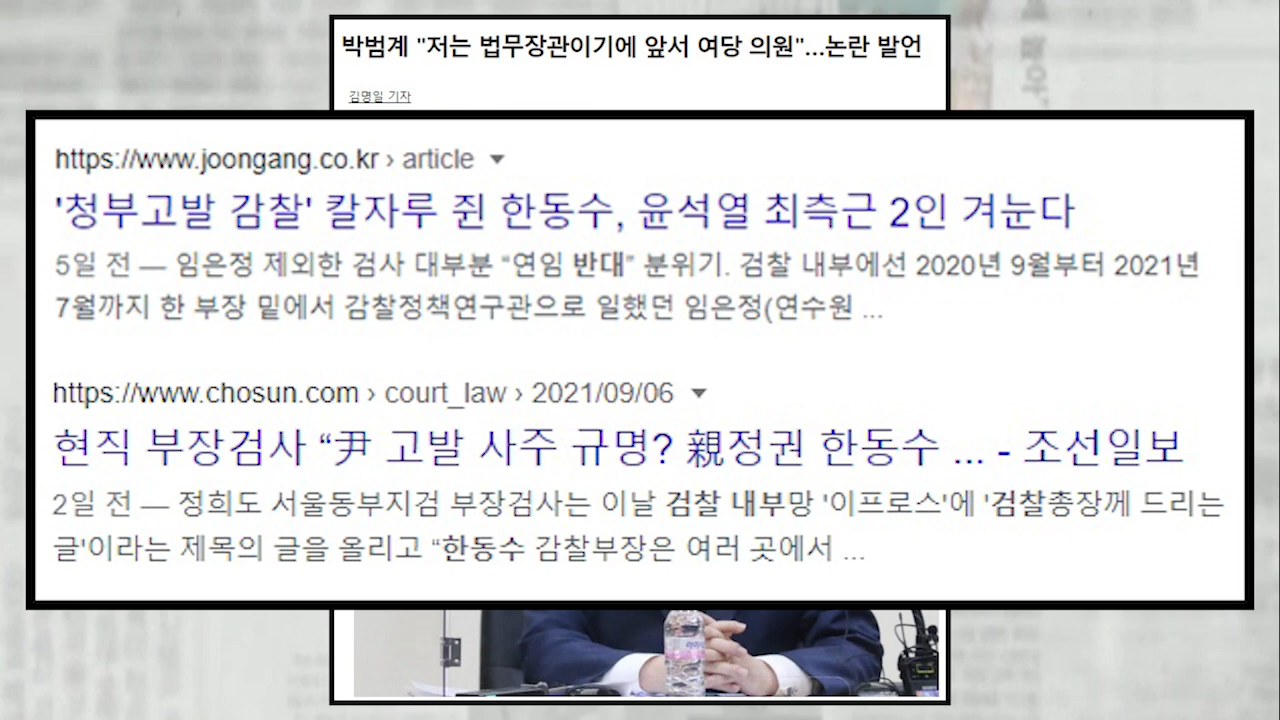 박범계 "저는 법무장관이기에 앞서 여당 의원"...논란 발언
김명일 기자
https://www.joongang.co.kr › article
'청부고발 감찰' 칼자루 쥔 한동수, 윤석열 최측근 2인 겨눈다
5일 전 — 임은정 제외한 검사 대부분 “연임 반대” 분위기. 검찰 내부에선 2020년 9월부터 2021년
7월까지 한 부장 밑에서 감찰정책연구관으로 일했던 임은정(연수원 ...
https://www.chosun.com › court_law › 2021/09/06
현직 부장검사 “尹 고발 사주 규명? 親정권 한동수 ... - 조선일보
2일 전 — 정희도 서울동부지검 부장검사는 이날 검찰 내부망 '이프로스'에 '검찰총장께 드리는
글'이라는 제목의 글을 올리고 “한동수 감찰부장은 여러 곳에서 ...